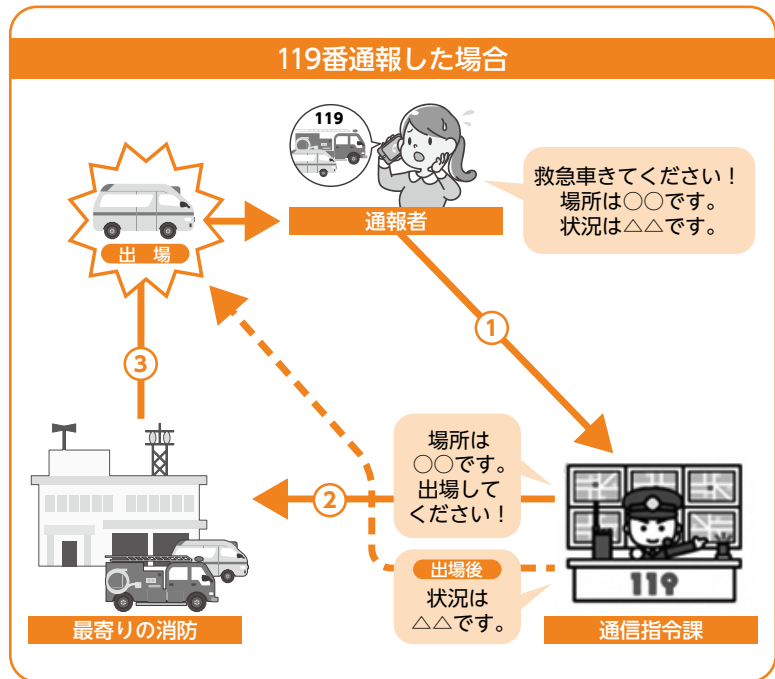 119番通報した場合
119
救急車きてください！
場所は○○です。
状況は△△です。
通報者
出 場
①
③
場所は
○○です。
出場して
ください！
②
出場後
状況は
△△です。
119
最寄りの消防
通信指令課